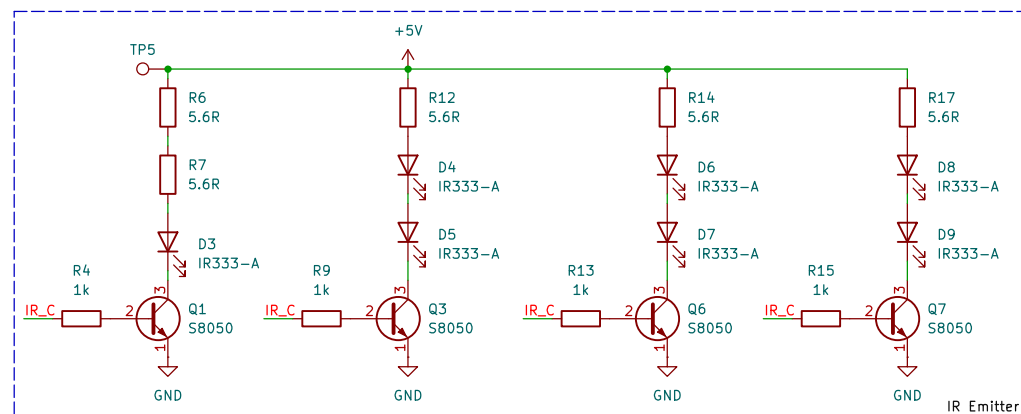 +5V
TP5
R6
5.6R
R12
5.6R
R14
5.6R
R17
5.6R
R7
5.6R
D4
IR333-A
D6
IR333-A
D8
IR333-A
D3
IR333-A
D5
IR333-A
D7
IR333-A
D9
IR333-A
R4
1k
IR_C
2
3
1
Q1
S8050
GND
R9
1k
IR_C
2
3
1
Q3
S8050
GND
R13
1k
IR_C
2
3
1
Q6
S8050
GND
R15
1k
IR_C
2
3
1
Q7
S8050
GND
IR Emitter